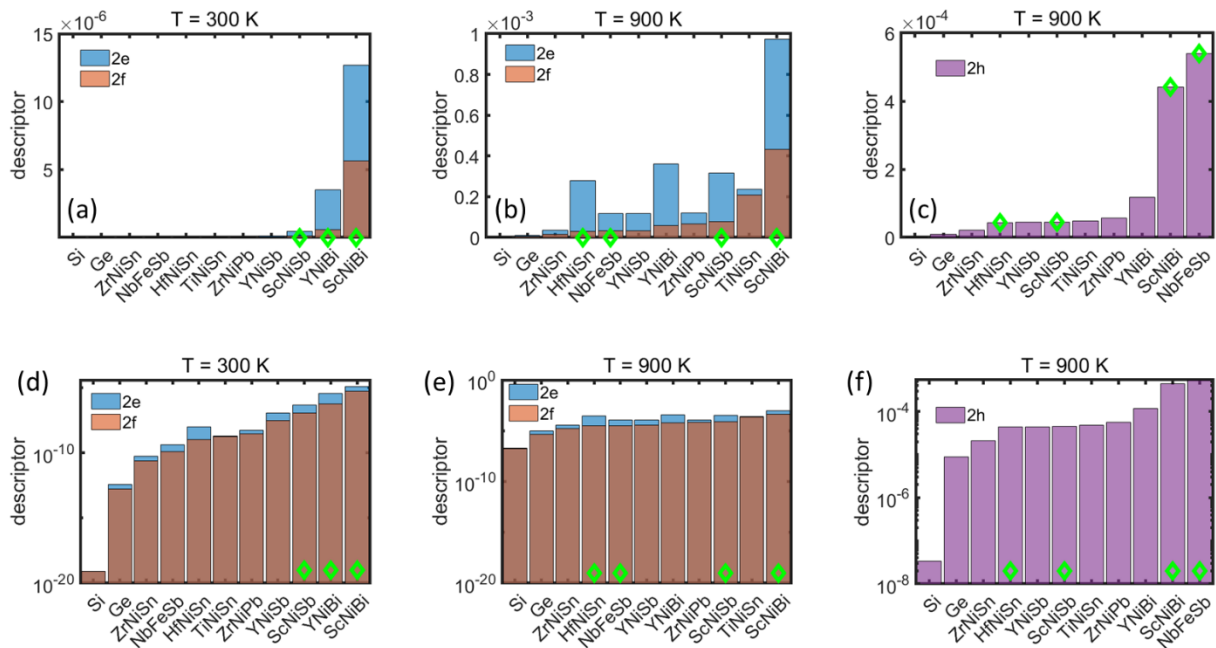 T = 300 K
×10⁻⁶
15
10
5
descriptor
2e
2f
(a)
Si
Ge
ZrNiSn
NbFeSb
HfNiSn
TiNiSn
ZrNiPb
YNiSb
ScNiSb
YNiBi
ScNiBi
T = 900 K
×10⁻³
1
0.8
0.6
0.4
0.2
0
descriptor
2e
2f
(b)
Si
Ge
ZrNiSn
HfNiSn
NbFeSb
YNiSb
YNiBi
ZrNiPb
ScNiSb
TiNiSn
ScNiBi
T = 900 K
×10⁻⁴
6
4
2
0
descriptor
2h
(c)
Si
Ge
ZrNiSn
HfNiSn
YNiSb
ScNiSb
TiNiSn
ZrNiPb
YNiBi
ScNiBi
NbFeSb
(d)
T = 300 K
10⁻¹⁰
10⁻²⁰
descriptor
2e
2f
Si
Ge
ZrNiSn
NbFeSb
HfNiSn
TiNiSn
ZrNiPb
YNiSb
ScNiSb
YNiBi
ScNiBi
(e)
T = 900 K
10⁰
10⁻¹⁰
10⁻²⁰
descriptor
2e
2f
Si
Ge
ZrNiSn
HfNiSn
NbFeSb
YNiSb
YNiBi
ZrNiPb
ScNiSb
TiNiSn
ScNiBi
(f)
T = 900 K
10⁻⁴
10⁻⁶
10⁻⁸
descriptor
2h
Si
Ge
ZrNiSn
HfNiSn
YNiSb
ScNiSb
TiNiSn
ZrNiPb
YNiBi
ScNiBi
NbFeSb